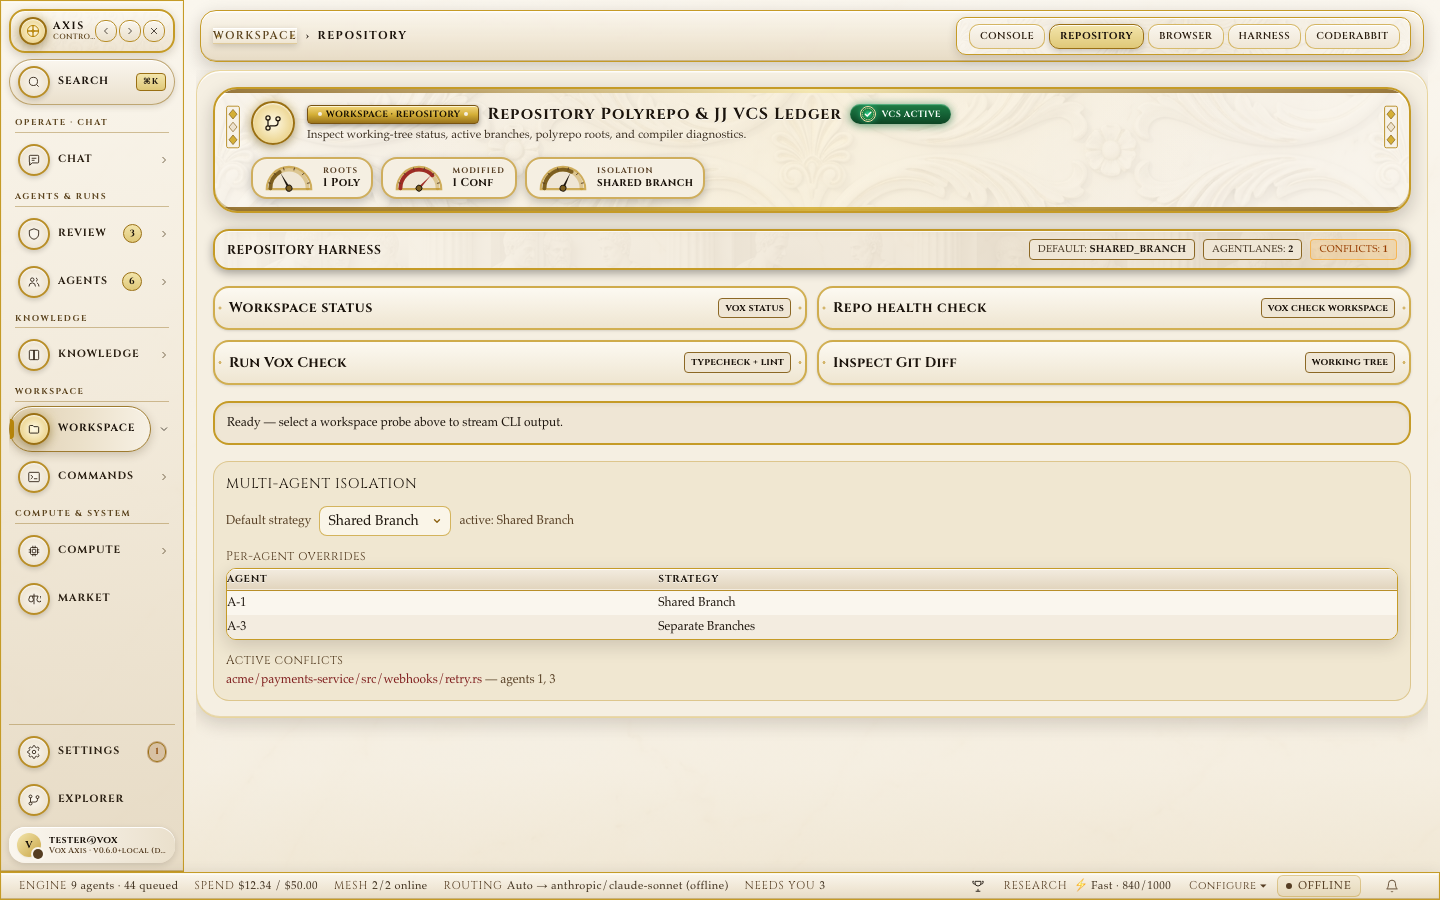 AXIS
CONTRO...
SEARCH
⌘K
OPERATE · CHAT
CHAT
AGENTS & RUNS
REVIEW 3
AGENTS 6
KNOWLEDGE
KNOWLEDGE
WORKSPACE
WORKSPACE
COMMANDS
COMPUTE & SYSTEM
COMPUTE
MARKET
SETTINGS 1
EXPLORER
V
TESTER@VOX
VOX AXIS · V0.6.0+LOCAL (D...
WORKSPACE › REPOSITORY
CONSOLE REPOSITORY BROWSER HARNESS CODERABBIT
WORKSPACE · REPOSITORY
REPOSITORY POLYREPO & JJ VCS LEDGER
VCS ACTIVE
Inspect working-tree status, active branches, polyrepo roots, and compiler diagnostics.
ROOTS
1 POLY
MODIFIED
1 CONF
ISOLATION
SHARED BRANCH
REPOSITORY HARNESS
DEFAULT: SHARED_BRANCH
AGENTLANES: 2
CONFLICTS: 1
WORKSPACE STATUS
VOX STATUS
REPO HEALTH CHECK
VOX CHECK WORKSPACE
RUN VOX CHECK
TYPECHECK + LINT
INSPECT GIT DIFF
WORKING TREE
Ready — select a workspace probe above to stream CLI output.
MULTI-AGENT ISOLATION
Default strategy Shared Branch active: Shared Branch
PER-AGENT OVERRIDES
AGENT STRATEGY
A-1 Shared Branch
A-3 Separate Branches
ACTIVE CONFLICTS
acme/payments-service/src/webhooks/retry.rs — agents 1, 3
ENGINE 9 agents · 44 queued SPEND $12.34 / $50.00 MESH 2/2 online ROUTING Auto → anthropic/claude-sonnet (offline) NEEDS YOU 3 RESEARCH ⚡ Fast · 840/1000 CONFIGURE ▾ ● OFFLINE